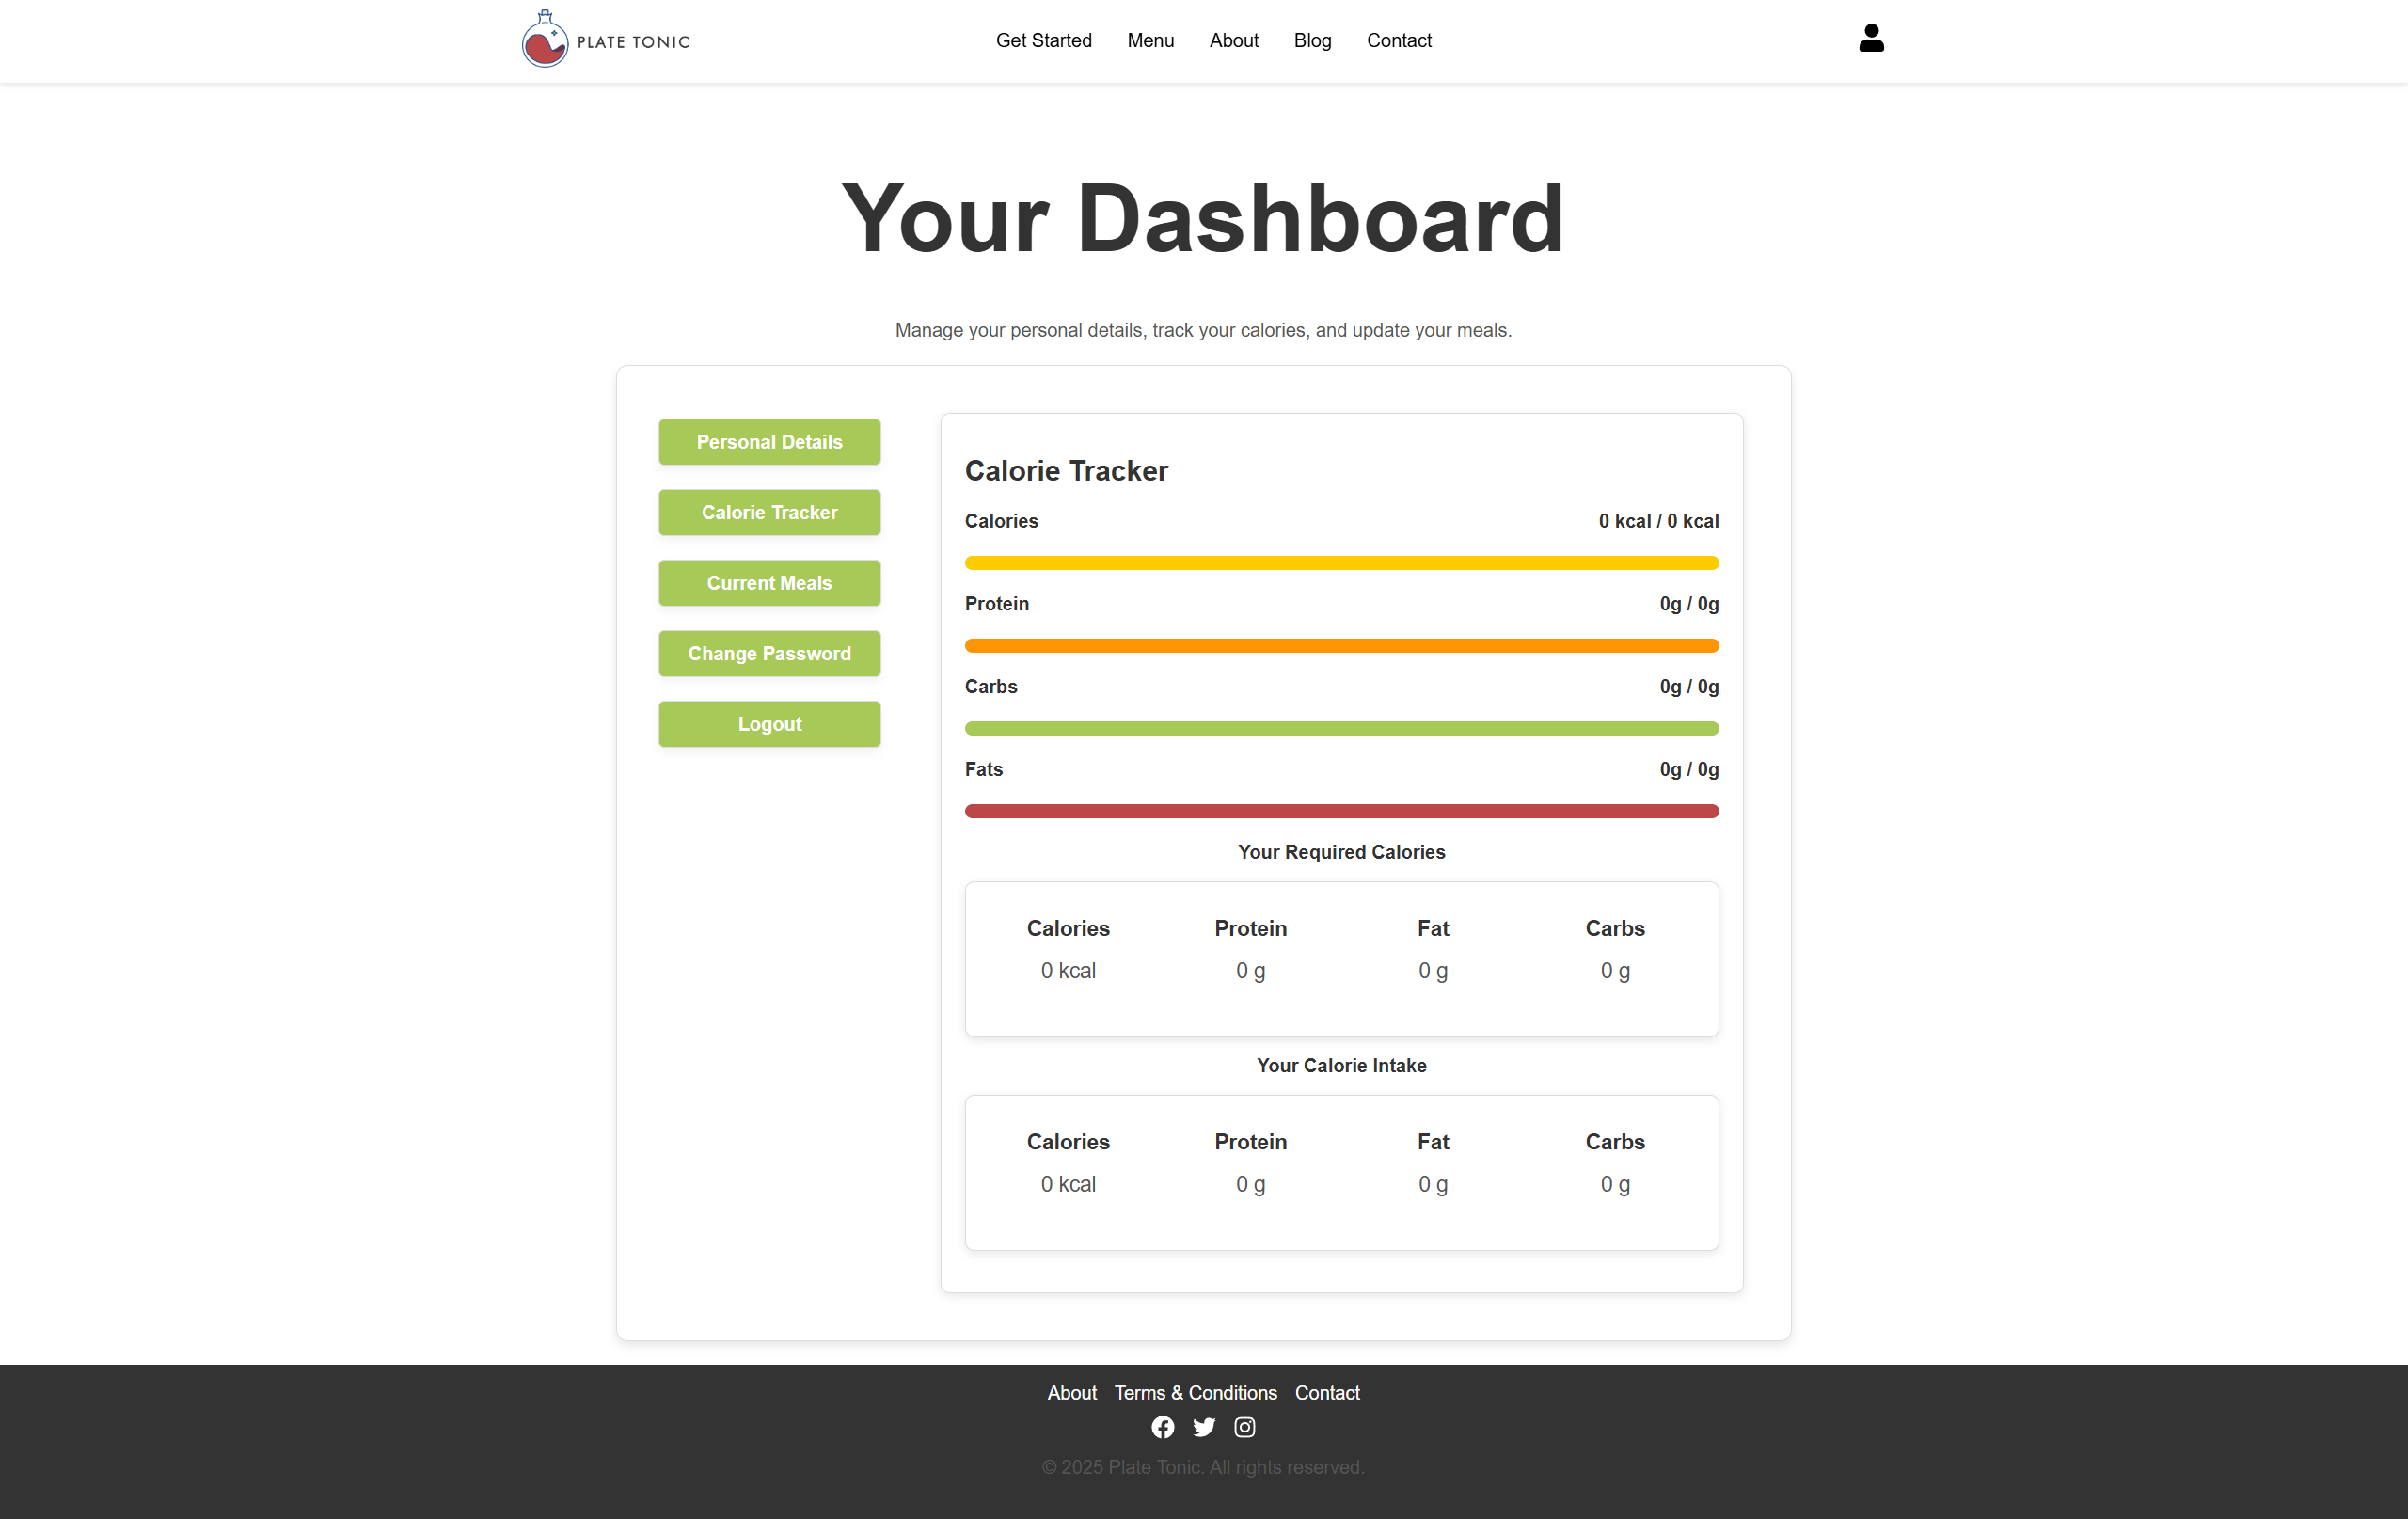 PLATE TONIC
Get Started Menu About Blog Contact
Your Dashboard
Manage your personal details, track your calories, and update your meals.
Personal Details
Calorie Tracker
Current Meals
Change Password
Logout
Calorie Tracker
Calories 0 kcal / 0 kcal
Protein 0g / 0g
Carbs 0g / 0g
Fats 0g / 0g
Your Required Calories
Calories Protein Fat Carbs
0 kcal 0 g 0 g 0 g
Your Calorie Intake
Calories Protein Fat Carbs
0 kcal 0 g 0 g 0 g
About Terms & Conditions Contact
© 2025 Plate Tonic. All rights reserved.